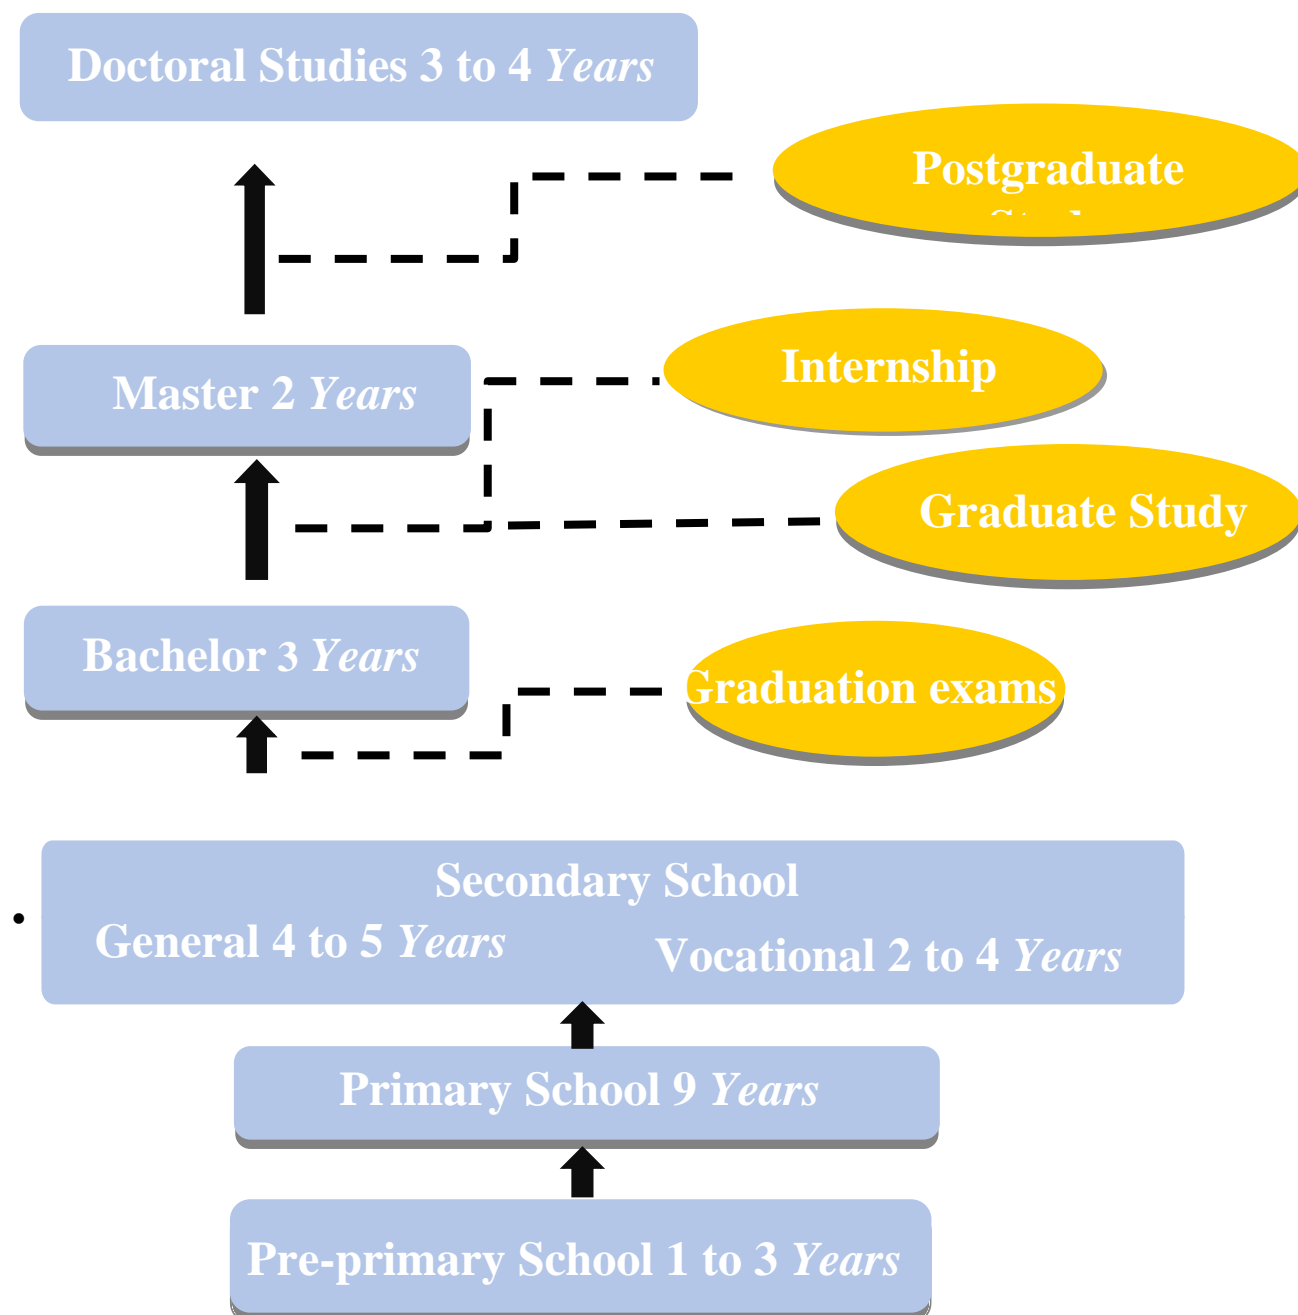 Doctoral Studies 3 to 4 Years
Postgraduate
Internship
Master 2 Years
Graduate Study
Bachelor 3 Years
Graduation exams
Secondary School
General 4 to 5 Years
Vocational 2 to 4 Years
Primary School 9 Years
Pre-primary School 1 to 3 Years